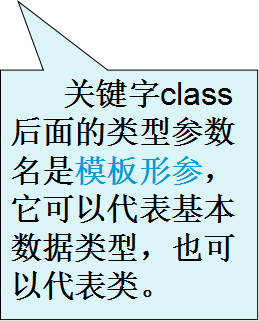 关键字class
后面的类型参数
名是模板形参，
它可以代表基本
数据类型，也可
以代表类。